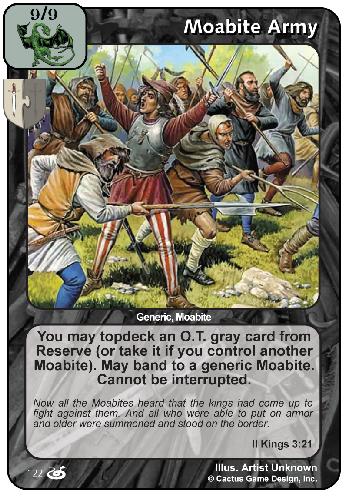 9/9
Moabite Army
Generic, Moabite
You may topdeck an O.T. gray card from
Reserve (or take it if you control another
Moabite). May band to a generic Moabite.
Cannot be interrupted.
Now all the Moabites heard that the kings had come up to
fight against them. And all who were able to put on armor
and older were summoned and stood on the border.
II Kings 3:21
Illus. Artist Unknown
© Cactus Game Design, Inc.